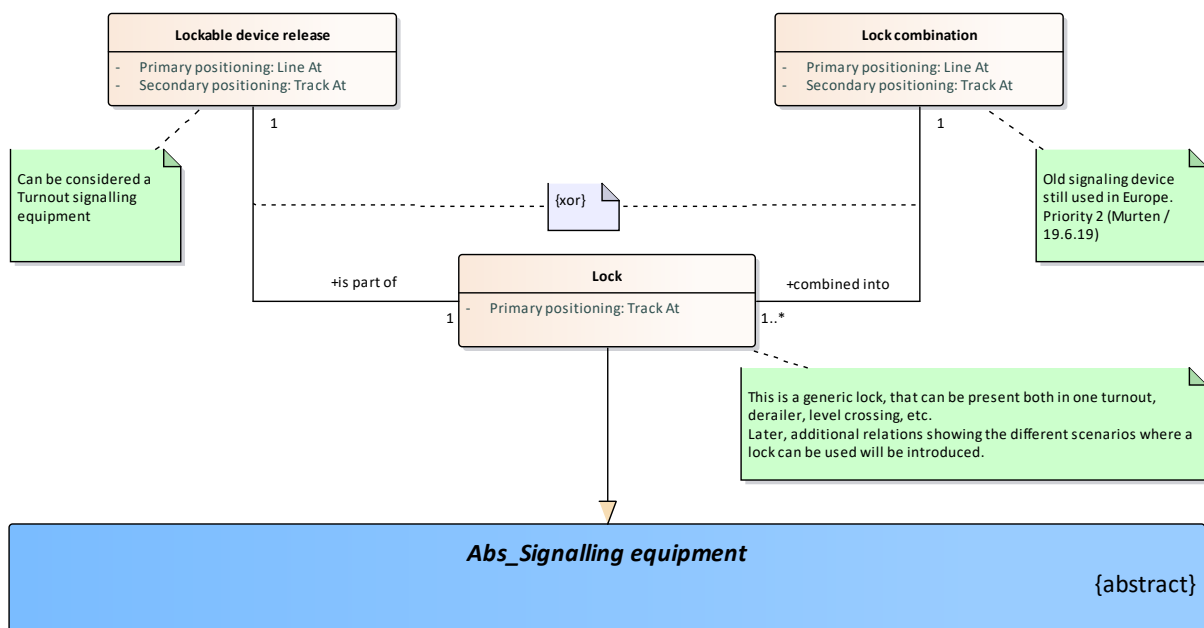 Lockable device release
- Primary positioning: Line At
- Secondary positioning: Track At
Lock combination
- Primary positioning: Line At
- Secondary positioning: Track At
1
1
Can be considered a
Turnout signalling
equipment
{xor}
Old signaling device
still used in Europe.
Priority 2 (Murten /
19.6.19)
+is part of
Lock
+combined into
- Primary positioning: Track At
1
1..*
This is a generic lock, that can be present both in one turnout,
derailer, level crossing, etc.
Later, additional relations showing the different scenarios where a
lock can be used will be introduced.
Abs_Signalling equipment
{abstract}